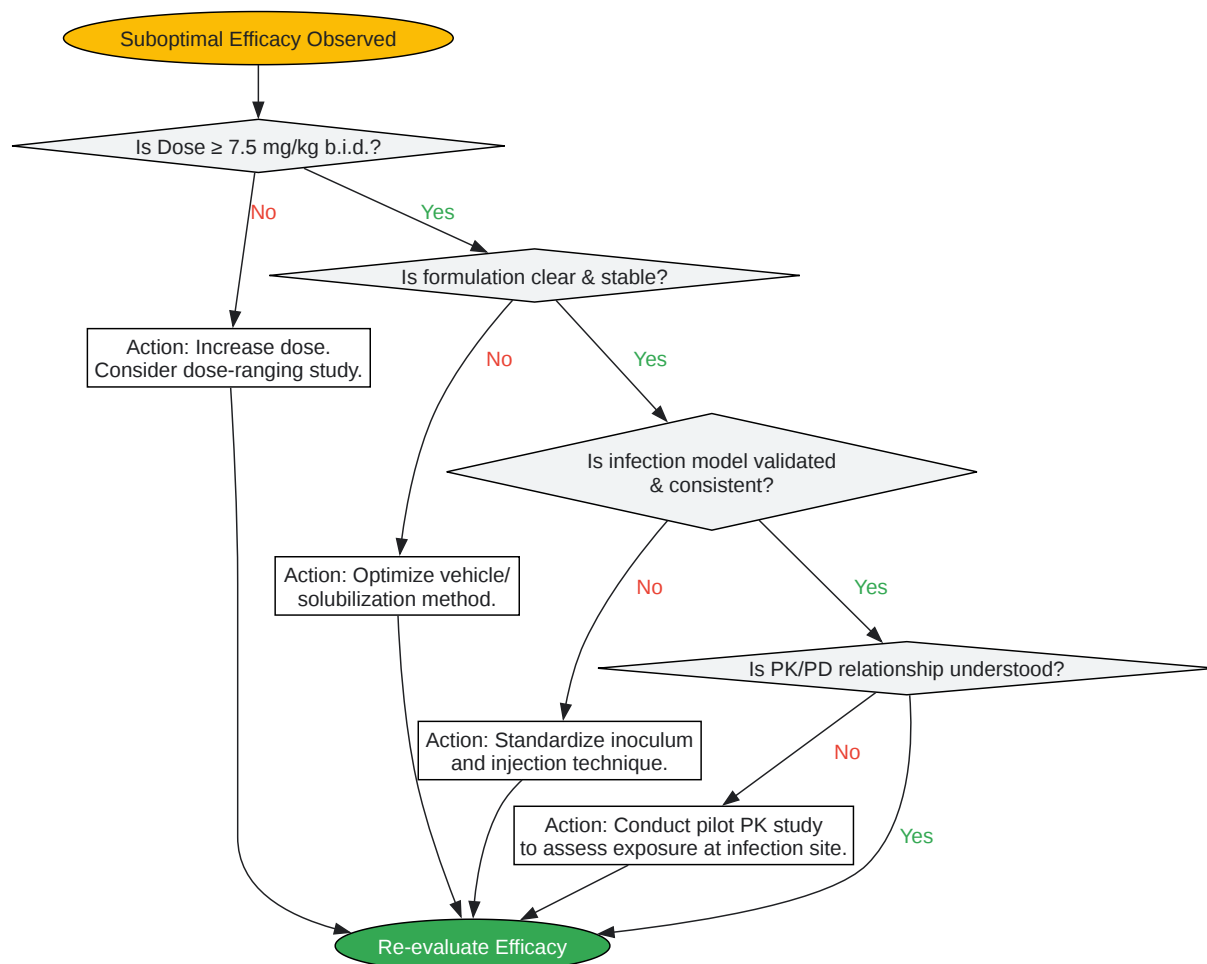 Suboptimal Efficacy Observed
Is Dose ≥ 7.5 mg/kg b.i.d.?
No
Yes
Is formulation clear & stable?
Action: Increase dose.
Consider dose-ranging study.
No
Yes
Is infection model validated
& consistent?
Action: Optimize vehicle/
solubilization method.
No
Yes
Is PK/PD relationship understood?
Action: Standardize inoculum
and injection technique.
No
Yes
Action: Conduct pilot PK study
to assess exposure at infection site.
Re-evaluate Efficacy